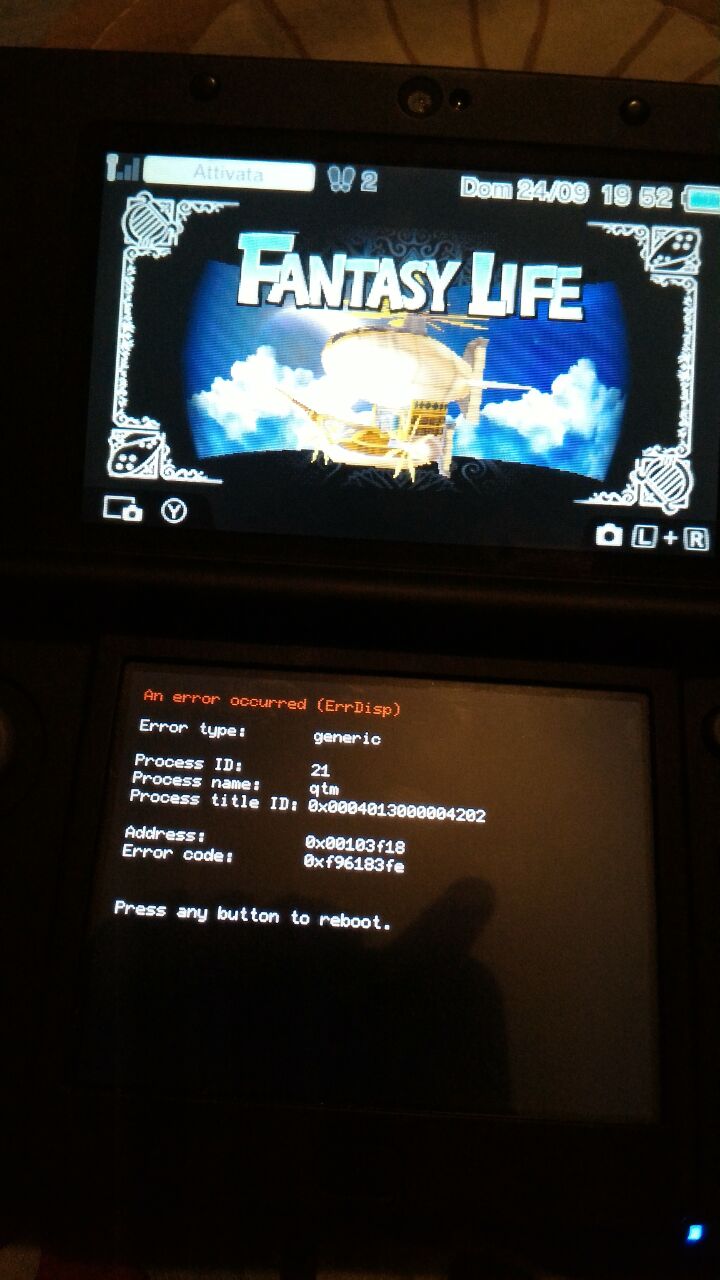 Attivata 2 Dom 24/09 19 52
FANTASY LIFE
Y L + R
An error occurred (ErrDisp)
Error type: generic
Process ID: 21
Process name: qtm
Process title ID: 0x0004013000004202
Address: 0x00103f18
Error code: 0xf96183fe
Press any button to reboot.